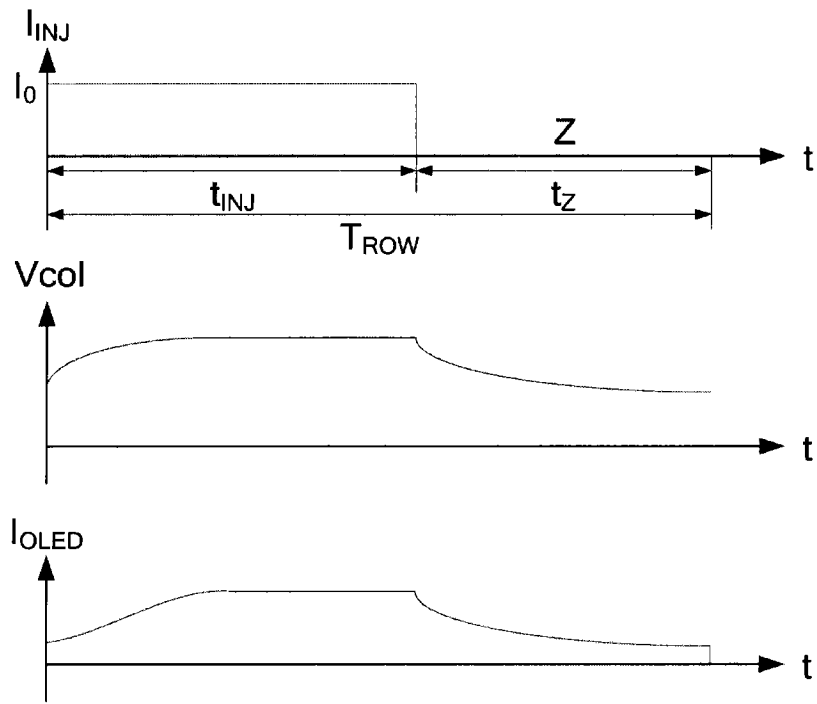 I_INJ
I_0
Z
t
t_INJ
t_Z
T_ROW
Vcol
t
I_OLED
t